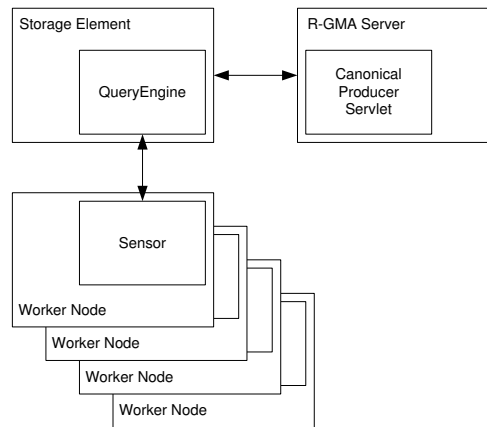 Storage Element
R-GMA Server
QueryEngine
Canonical
Producer
Servlet
Sensor
Worker Node
Worker Node
Worker Node
Worker Node